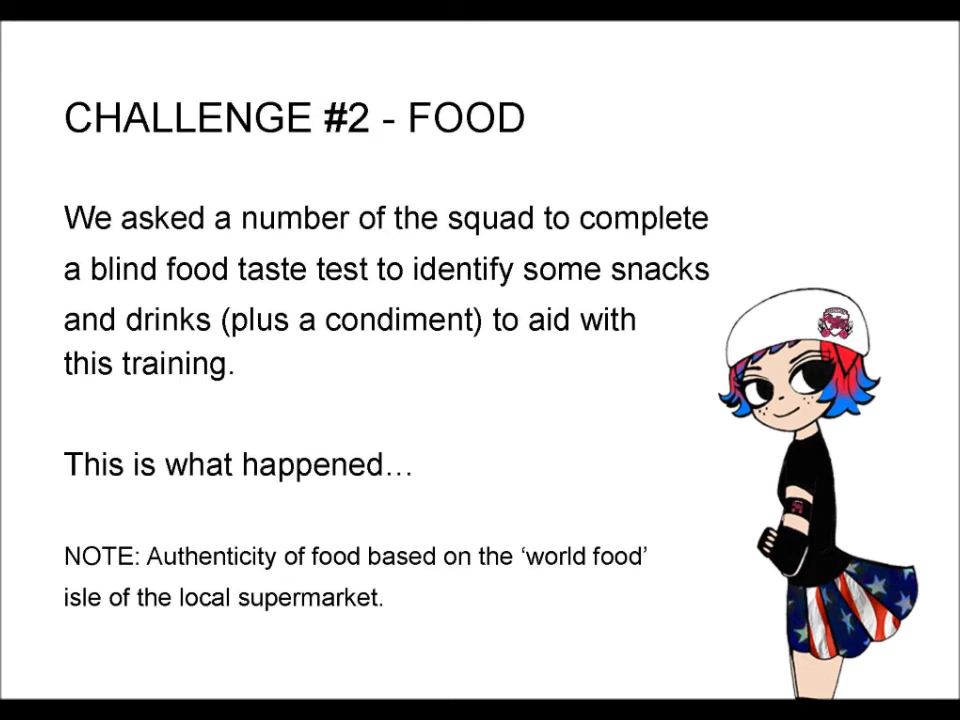 CHALLENGE #2 - FOOD
We asked a number of the squad to complete
a blind food taste test to identify some snacks
and drinks (plus a condiment) to aid with
this training.
This is what happened…
NOTE: Authenticity of food based on the ‘world food’
isle of the local supermarket.